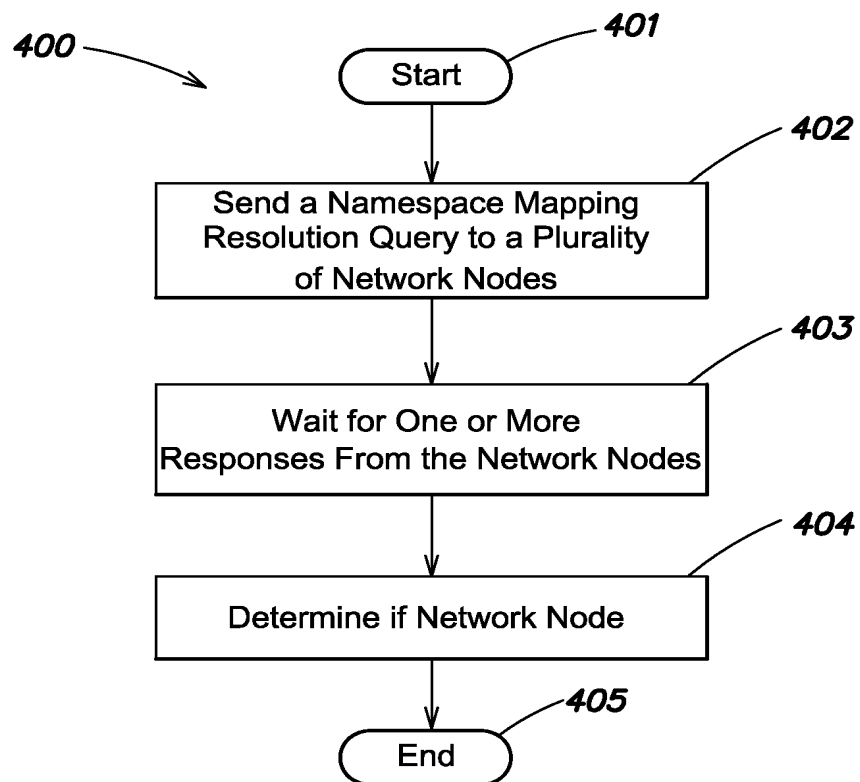 400
401
Start
402
Send a Namespace Mapping
Resolution Query to a Plurality
of Network Nodes
403
Wait for One or More
Responses From the Network Nodes
404
Determine if Network Node
405
End